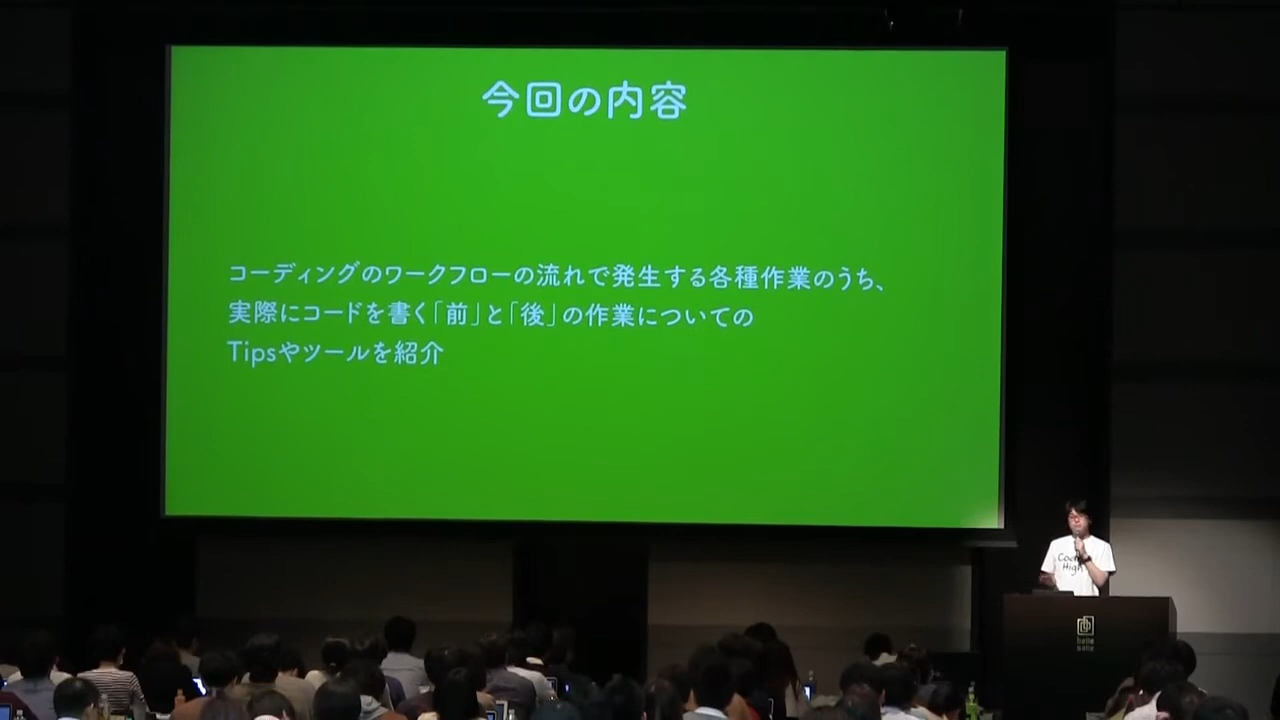 今回の内容
コーディングのワークフローの流れで発生する各種作業のうち、
実際にコードを書く「前」と「後」の作業についての
Tipsやツールを紹介
High
belle
salle